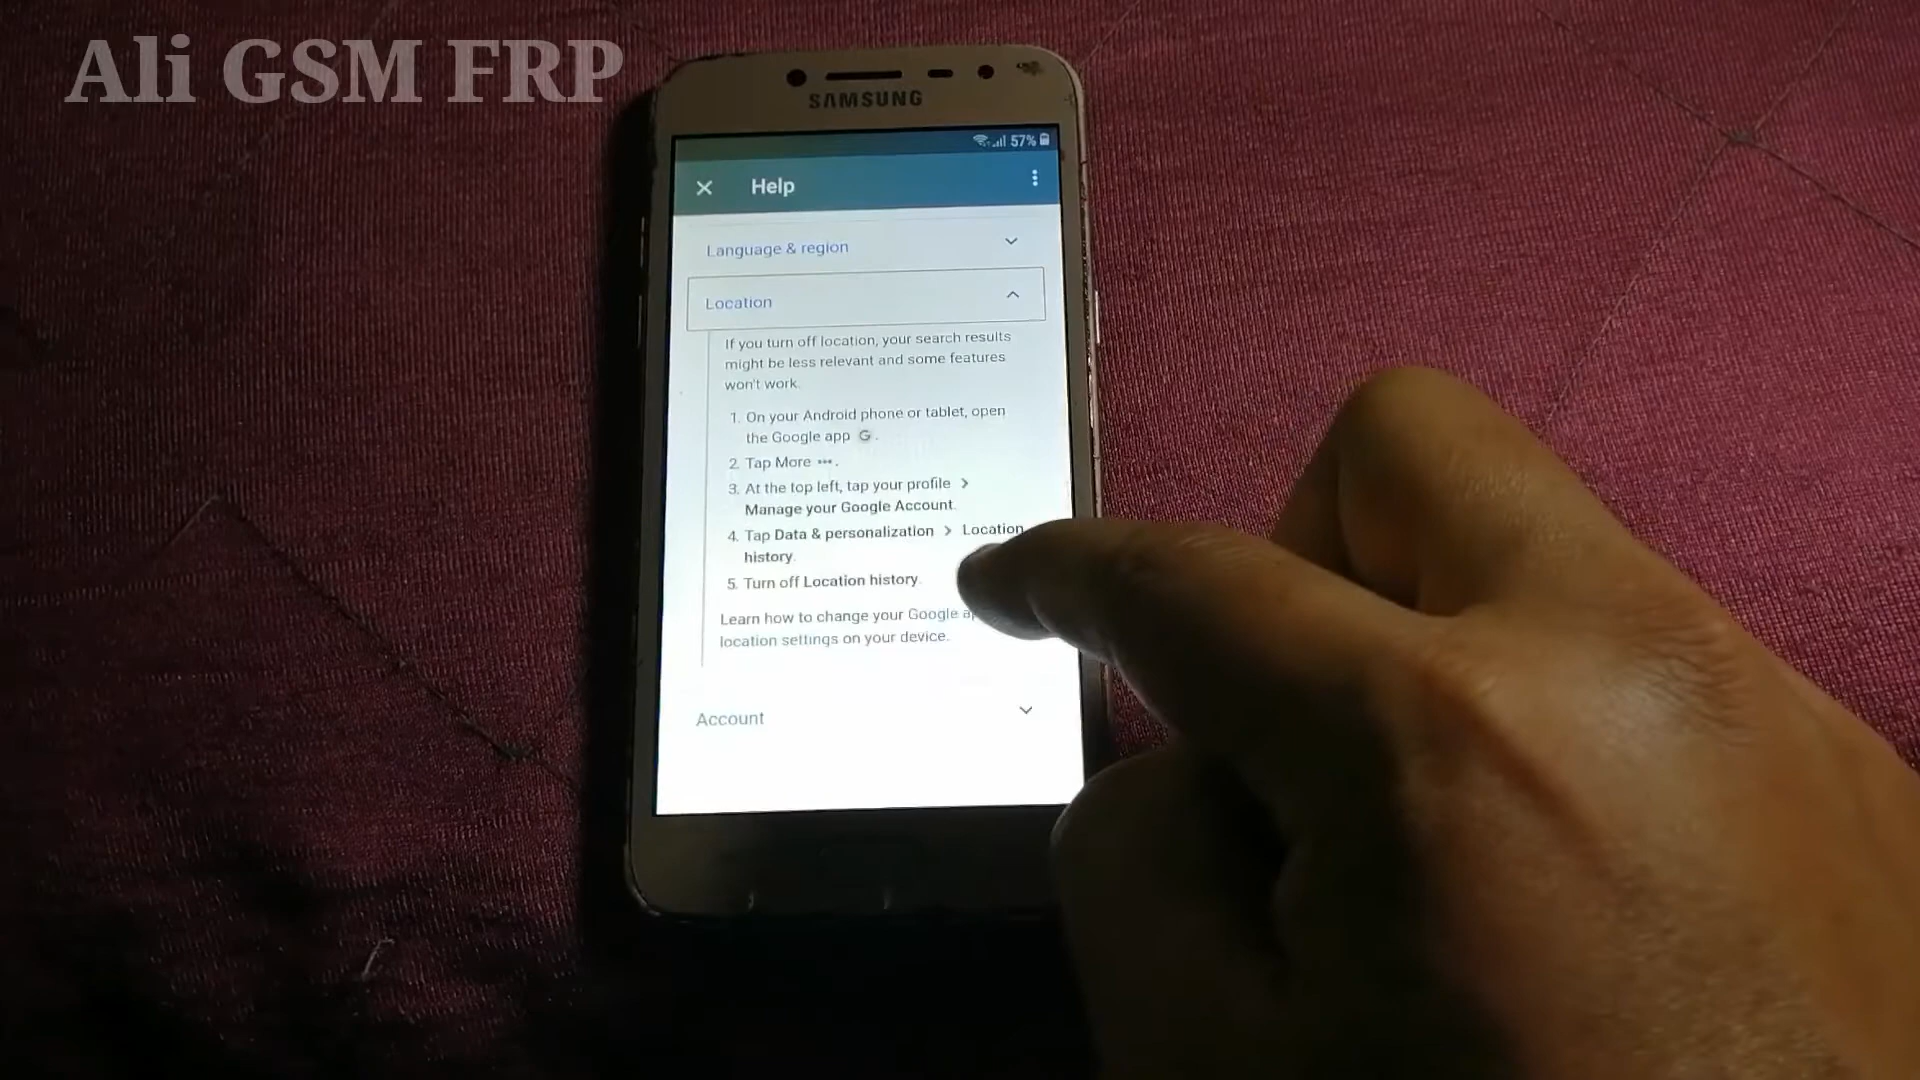 Ali GSM FRP
SAMSUNG
57%
Help
Language & region
Location
If you turn off location, your search results
might be less relevant and some features
won't work.
1. On your Android phone or tablet, open
the Google app G.
2. Tap More ••• .
3. At the top left, tap your profile >
Manage your Google Account.
4. Tap Data & personalization > Location
history.
5. Turn off Location history.
Learn how to change your Google
location settings on your device.
Account